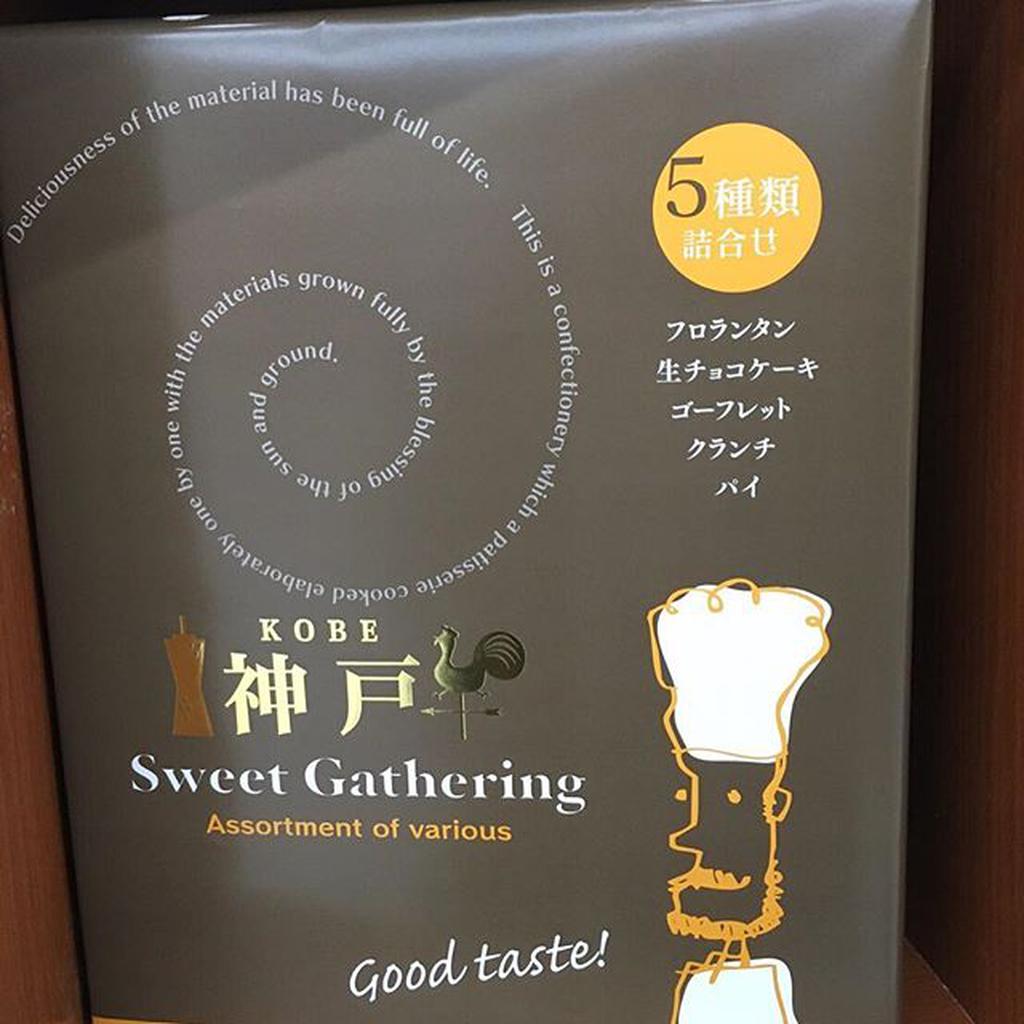 Deliciousness of the material has been full of life.
This is a confectionery which a patisserie cooked elaborately one by one with the materials grown fully by the blessing of the sun and ground.
5種類
詰合せ
フロランタン
生チョコケーキ
ゴーフレット
クランチ
パイ
KOBE
神戸
Sweet Gathering
Assortment of various
Good taste!